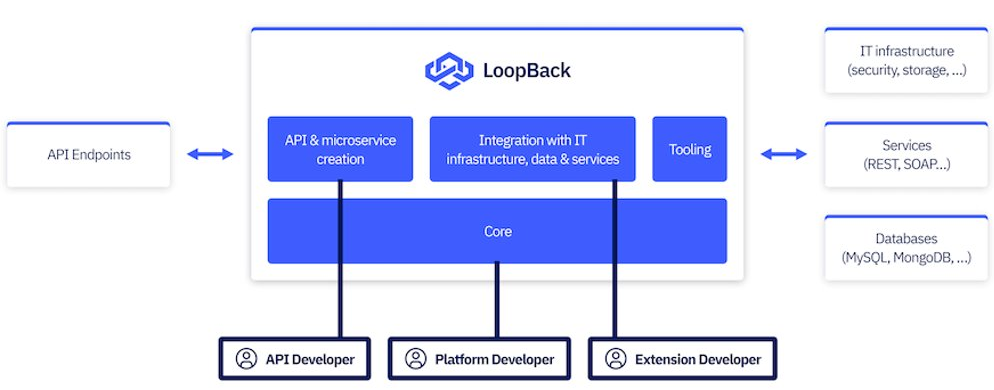 LoopBack
API Endpoints
API & microservice
creation
Integration with IT
infrastructure, data & services
Tooling
Core
IT infrastructure
(security, storage, ...)
Services
(REST, SOAP...)
Databases
(MySQL, MongoDB, ...)
API Developer
Platform Developer
Extension Developer